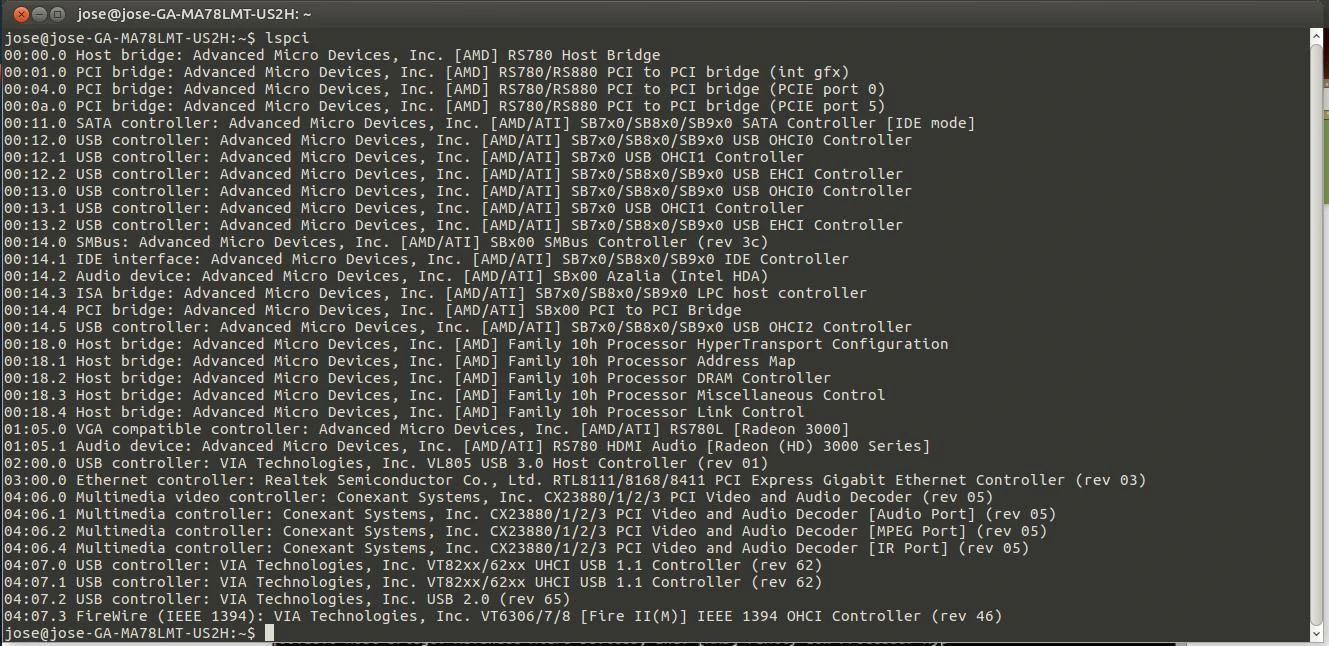 jose@jose-GA-MA78LMT-US2H: ~
jose@jose-GA-MA78LMT-US2H:~$ lspci
00:00.0 Host bridge: Advanced Micro Devices, Inc. [AMD] RS780 Host Bridge
00:01.0 PCI bridge: Advanced Micro Devices, Inc. [AMD] RS780/RS880 PCI to PCI bridge (int gfx)
00:04.0 PCI bridge: Advanced Micro Devices, Inc. [AMD] RS780/RS880 PCI to PCI bridge (PCIE port 0)
00:0a.0 PCI bridge: Advanced Micro Devices, Inc. [AMD] RS780/RS880 PCI to PCI bridge (PCIE port 5)
00:11.0 SATA controller: Advanced Micro Devices, Inc. [AMD/ATI] SB7x0/SB8x0/SB9x0 SATA Controller [IDE mode]
00:12.0 USB controller: Advanced Micro Devices, Inc. [AMD/ATI] SB7x0/SB8x0/SB9x0 USB OHCI0 Controller
00:12.1 USB controller: Advanced Micro Devices, Inc. [AMD/ATI] SB7x0 USB OHCI1 Controller
00:12.2 USB controller: Advanced Micro Devices, Inc. [AMD/ATI] SB7x0/SB8x0/SB9x0 USB EHCI Controller
00:13.0 USB controller: Advanced Micro Devices, Inc. [AMD/ATI] SB7x0/SB8x0/SB9x0 USB OHCI0 Controller
00:13.1 USB controller: Advanced Micro Devices, Inc. [AMD/ATI] SB7x0 USB OHCI1 Controller
00:13.2 USB controller: Advanced Micro Devices, Inc. [AMD/ATI] SB7x0/SB8x0/SB9x0 USB EHCI Controller
00:14.0 SMBus: Advanced Micro Devices, Inc. [AMD/ATI] SBx00 SMBus Controller (rev 3c)
00:14.1 IDE interface: Advanced Micro Devices, Inc. [AMD/ATI] SB7x0/SB8x0/SB9x0 IDE Controller
00:14.2 Audio device: Advanced Micro Devices, Inc. [AMD/ATI] SBx00 Azalia (Intel HDA)
00:14.3 ISA bridge: Advanced Micro Devices, Inc. [AMD/ATI] SB7x0/SB8x0/SB9x0 LPC host controller
00:14.4 PCI bridge: Advanced Micro Devices, Inc. [AMD/ATI] SBx00 PCI to PCI Bridge
00:14.5 USB controller: Advanced Micro Devices, Inc. [AMD/ATI] SB7x0/SB8x0/SB9x0 USB OHCI2 Controller
00:18.0 Host bridge: Advanced Micro Devices, Inc. [AMD] Family 10h Processor HyperTransport Configuration
00:18.1 Host bridge: Advanced Micro Devices, Inc. [AMD] Family 10h Processor Address Map
00:18.2 Host bridge: Advanced Micro Devices, Inc. [AMD] Family 10h Processor DRAM Controller
00:18.3 Host bridge: Advanced Micro Devices, Inc. [AMD] Family 10h Processor Miscellaneous Control
00:18.4 Host bridge: Advanced Micro Devices, Inc. [AMD] Family 10h Processor Link Control
01:05.0 VGA compatible controller: Advanced Micro Devices, Inc. [AMD/ATI] RS780L [Radeon 3000]
01:05.1 Audio device: Advanced Micro Devices, Inc. [AMD/ATI] RS780 HDMI Audio [Radeon (HD) 3000 Series]
02:00.0 USB controller: VIA Technologies, Inc. VL805 USB 3.0 Host Controller (rev 01)
03:00.0 Ethernet controller: Realtek Semiconductor Co., Ltd. RTL8111/8168/8411 PCI Express Gigabit Ethernet Controller (rev 03)
04:06.0 Multimedia video controller: Conexant Systems, Inc. CX23880/1/2/3 PCI Video and Audio Decoder (rev 05)
04:06.1 Multimedia controller: Conexant Systems, Inc. CX23880/1/2/3 PCI Video and Audio Decoder [Audio Port] (rev 05)
04:06.2 Multimedia controller: Conexant Systems, Inc. CX23880/1/2/3 PCI Video and Audio Decoder [MPEG Port] (rev 05)
04:06.4 Multimedia controller: Conexant Systems, Inc. CX23880/1/2/3 PCI Video and Audio Decoder [IR Port] (rev 05)
04:07.0 USB controller: VIA Technologies, Inc. VT82xx/62xx UHCI USB 1.1 Controller (rev 62)
04:07.1 USB controller: VIA Technologies, Inc. VT82xx/62xx UHCI USB 1.1 Controller (rev 62)
04:07.2 USB controller: VIA Technologies, Inc. USB 2.0 (rev 65)
04:07.3 FireWire (IEEE 1394): VIA Technologies, Inc. VT6306/7/8 [Fire II(M)] IEEE 1394 OHCI Controller (rev 46)
jose@jose-GA-MA78LMT-US2H:~$